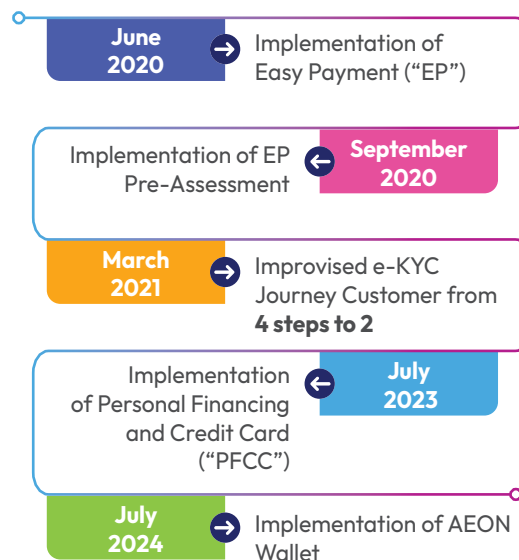 June
2020
Implementation of
Easy Payment (“EP”)
Implementation of EP
Pre-Assessment
September
2020
March
2021
Improvised e-KYC
Journey Customer from
4 steps to 2
Implementation
of Personal Financing
and Credit Card
(“PFCC”)
July
2023
July
2024
Implementation of AEON
Wallet